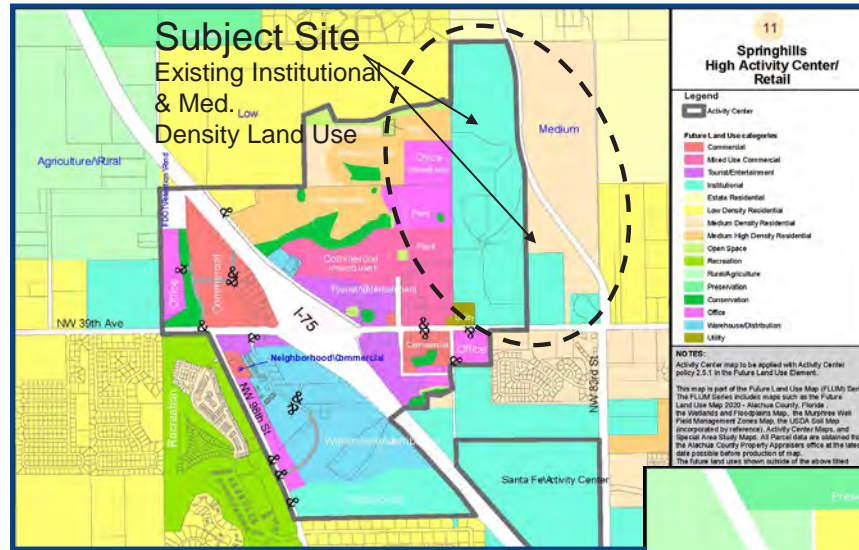 Subject Site
Existing Institutional
& Med.
Density Land Use
Low
Medium
Agriculture\Rural
Office
Park
Park
Commercial
Tourist\Entertainment
Commercial
Office
I-75
NW 39th Ave
Commercial
Office
Utility
Neighborhood\Commercial
NW 98th St
NW 83rd St
Recreation
Santa Fe\Activity Center
11
Springhills
High Activity Center/
Retail
Legend
Activity Center
Future Land Use categories
Commercial
Mixed Use Commercial
Tourist/Entertainment
Institutional
Estate Residential
Low Density Residential
Medium Density Residential
Medium High Density Residential
Open Space
Recreation
Rural/Agriculture
Preservation
Conservation
Office
Warehouse/Distribution
Utility
NOTES:
Activity Center map to be applied with Activity Center
policy 2.5.1 in the Future Land Use Element.
This map is part of the Future Land Use Map (FLUM) Seri
The FLUM Series includes maps such as the Future
Land Use Map 2020 - Alachua County, Florida ,
the Wetlands and Floodplains Map, the Murphree Well
Field Management Zones Map, the USDA Soil Map
(incorporated by reference), Activity Center Maps, and
Special Area Study Maps. All Parcel data are obtained fro
the Alachua County Property Appraisers office at the lates
date possible before production of map.
The future land uses shown outside of the above titled
Prese